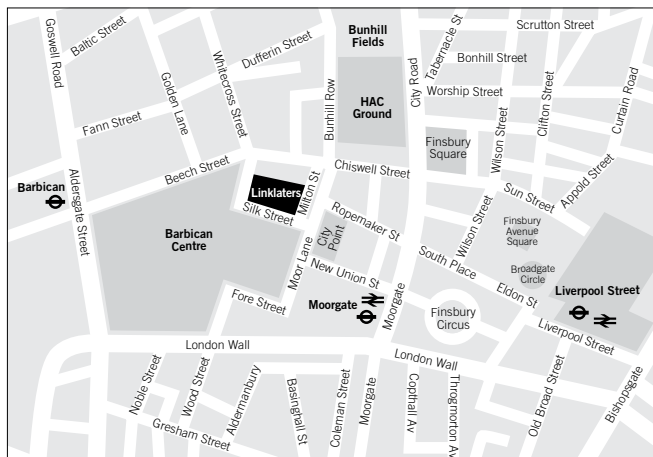 Goswell Road
Baltic Street
Golden Lane
Whitecross Street
Dufferin Street
Bunhill
Fields
Bunhill Row
HAC
Ground
City Road
Tabernacle St
Scrutton Street
Bonhill Street
Worship Street
Clifton Street
Curtain Road
Wilson Street
Fann Street
Finsbury
Square
Chiswell Street
Beech Street
Barbican
Aldersgate Street
Linklaters
Milton St
Silk Street
Barbican
Centre
City
Point
Ropemaker St
Moor Lane
New Union St
Sun Street
Appold Street
Wilson Street
Finsbury
Avenue
Square
South Place
Broadgate
Circle
Eldon St
Liverpool Street
Fore Street
Moorgate
Moorgate
Finsbury
Circus
Liverpool Street
London Wall
London Wall
Noble Street
Wood Street
Aldermanbury
Basinghall St
Coleman Street
Moorgate
Copthall Av
Throgmorton Av
Old Broad Street
Bishopsgate
Gresham Street